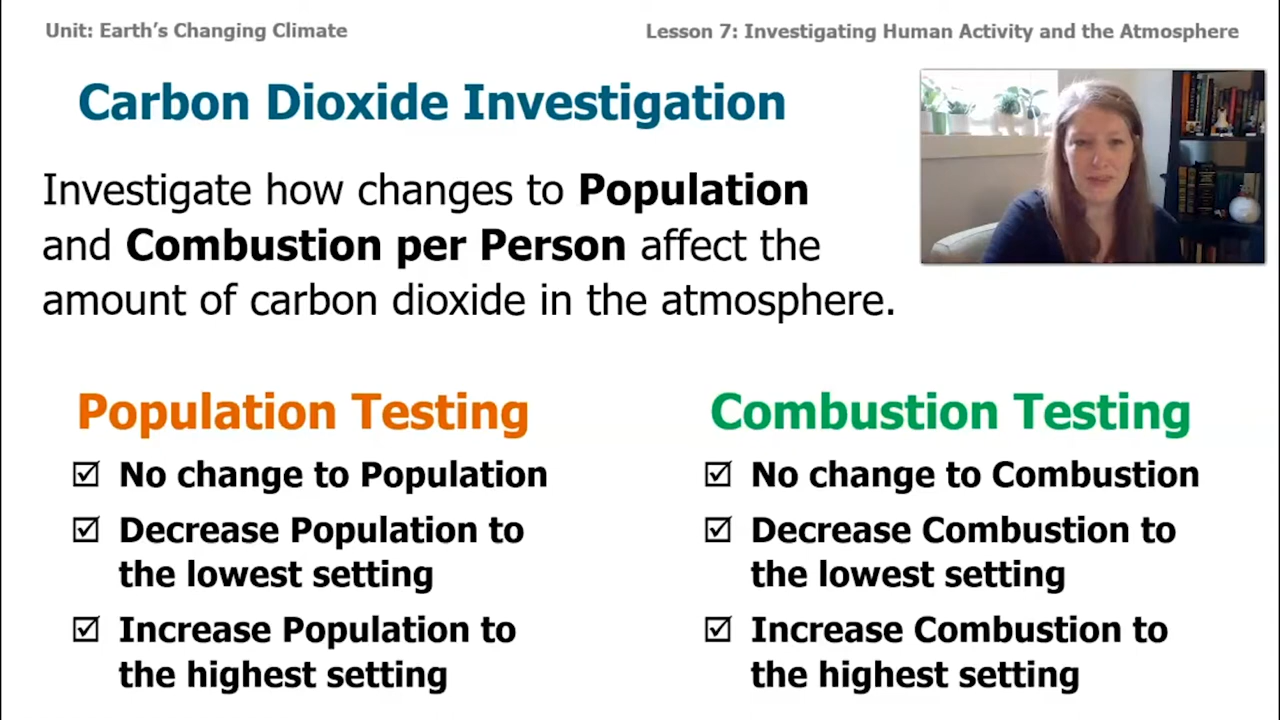 Unit: Earth's Changing Climate
Lesson 7: Investigating Human Activity and the Atmosphere
Carbon Dioxide Investigation
Investigate how changes to Population
and Combustion per Person affect the
amount of carbon dioxide in the atmosphere.
Population Testing
No change to Population
Decrease Population to
the lowest setting
Increase Population to
the highest setting
Combustion Testing
No change to Combustion
Decrease Combustion to
the lowest setting
Increase Combustion to
the highest setting